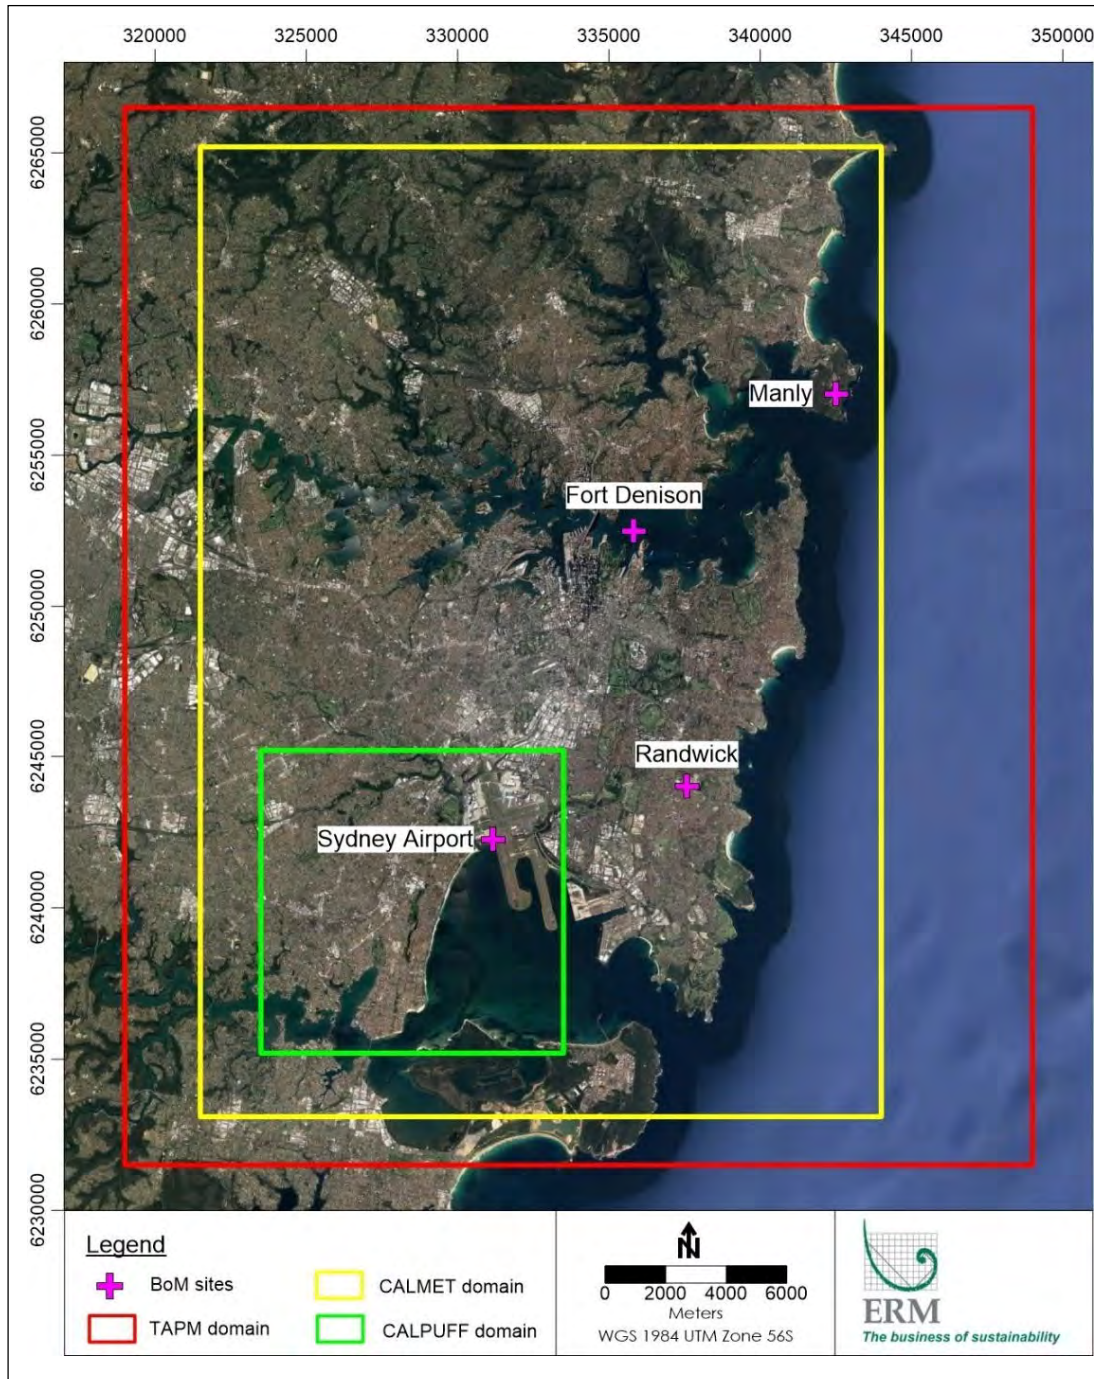 320000 325000 330000 335000 340000 345000 350000
6265000
6260000
6255000
6250000
6245000
6240000
6235000
6230000
Manly
Fort Denison
Randwick
Sydney Airport
Legend
BoM sites
TAPM domain
CALMET domain
CALPUFF domain
N
0 2000 4000 6000
Meters
WGS 1984 UTM Zone 56S
ERM
The business of sustainability